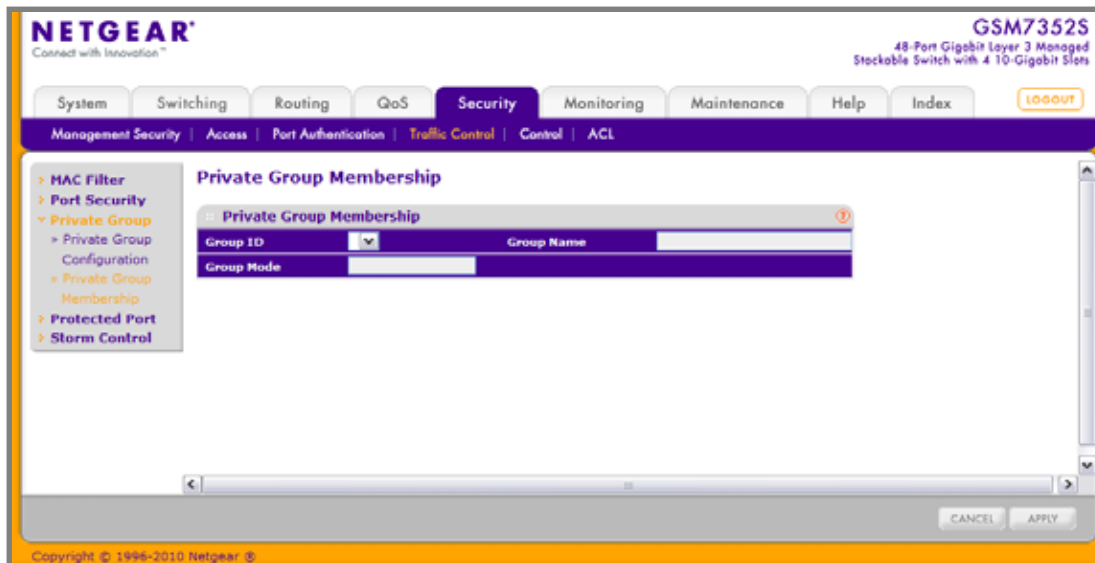 NETGEAR®
Connect with Innovation™
GSM7352S
48-Port Gigabit Layer 3 Managed
Stackable Switch with 4 10-Gigabit Slots
System Switching Routing QoS Security Monitoring Maintenance Help Index LOGOUT
Management Security | Access | Port Authentication | Traffic Control | Control | ACL
MAC Filter
Port Security
Private Group
» Private Group
Configuration
» Private Group
Membership
Protected Port
Storm Control
Private Group Membership
Private Group Membership ?
Group ID Group Name
Group Mode
CANCEL APPLY
Copyright © 1996-2010 Netgear ®